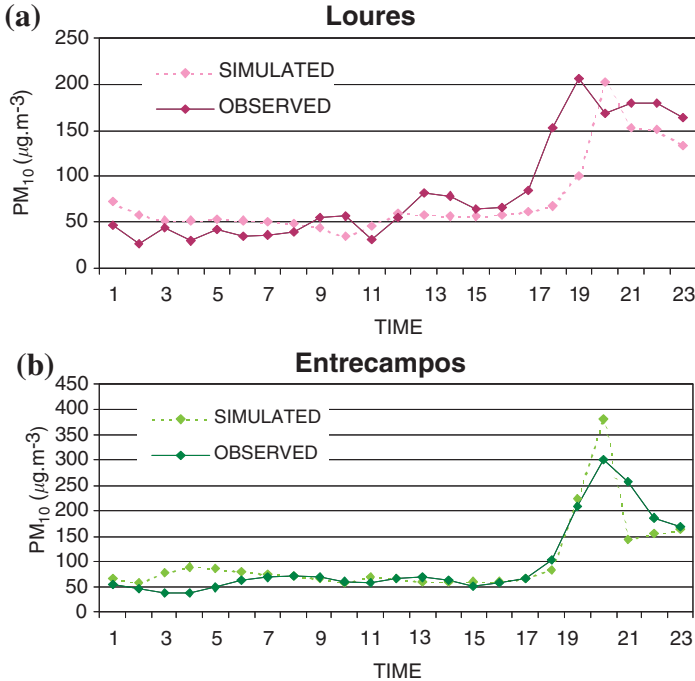 (a) Loures
250
200
150
100
50
0
PM10 (μg.m-3)
SIMULATED
OBSERVED
1 3 5 7 9 11 13 15 17 19 21 23
TIME
(b) Entrecampos
450
400
350
300
250
200
150
100
50
0
PM10 (μg.m-3)
SIMULATED
OBSERVED
1 3 5 7 9 11 13 15 17 19 21 23
TIME